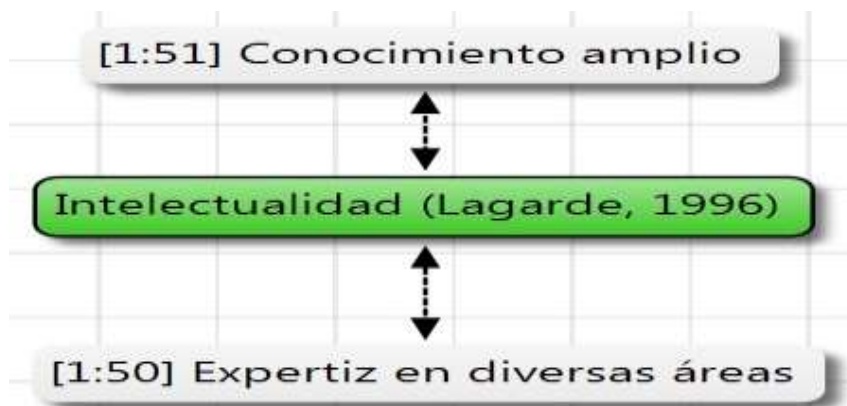 [1:51] Conocimiento amplio
Intelectualidad (Lagarde, 1996)
[1:50] Expertiz en diversas áreas